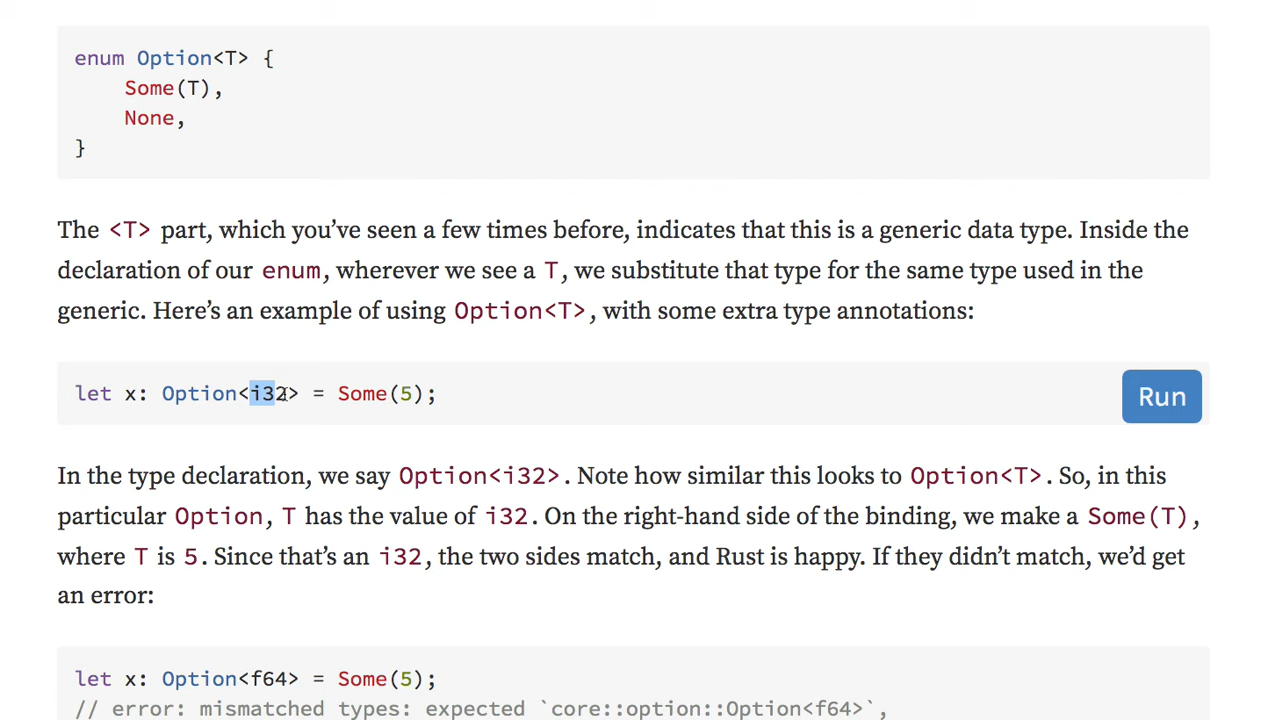 enum Option<T> {
    Some(T),
    None,
}
The <T> part, which you’ve seen a few times before, indicates that this is a generic data type. Inside the
declaration of our enum, wherever we see a T, we substitute that type for the same type used in the
generic. Here’s an example of using Option<T>, with some extra type annotations:
let x: Option<i32> = Some(5);
Run
In the type declaration, we say Option<i32>. Note how similar this looks to Option<T>. So, in this
particular Option, T has the value of i32. On the right-hand side of the binding, we make a Some(T),
where T is 5. Since that’s an i32, the two sides match, and Rust is happy. If they didn’t match, we’d get
an error:
let x: Option<f64> = Some(5);
// error: mismatched types: expected `core::option::Option<f64>`,